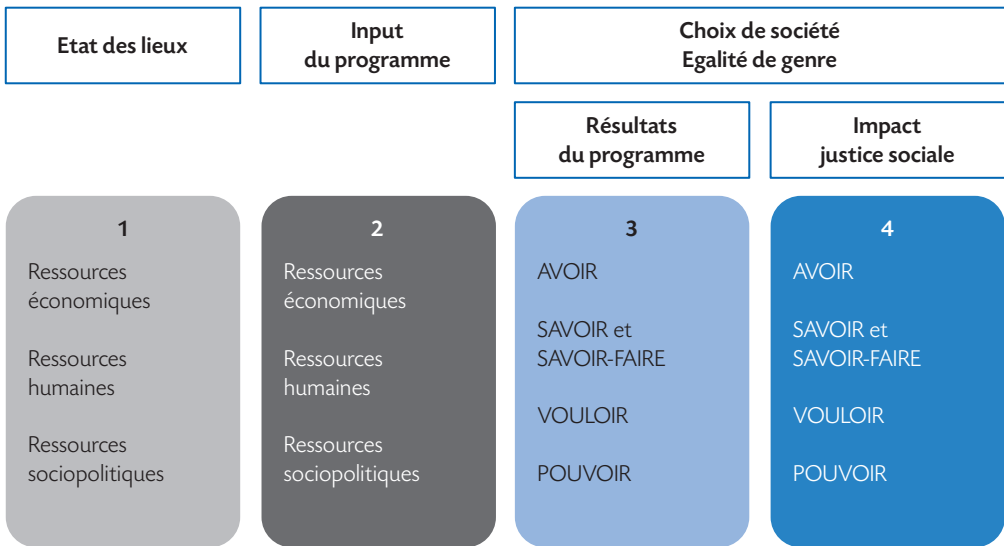 Etat des lieux
Input
du programme
Choix de société
Egalité de genre
Résultats
du programme
Impact
justice sociale
1
Ressources
économiques
Ressources
humaines
Ressources
sociopolitiques
2
Ressources
économiques
Ressources
humaines
Ressources
sociopolitiques
3
AVOIR
SAVOIR et
SAVOIR-FAIRE
VOULOIR
POUVOIR
4
AVOIR
SAVOIR et
SAVOIR-FAIRE
VOULOIR
POUVOIR